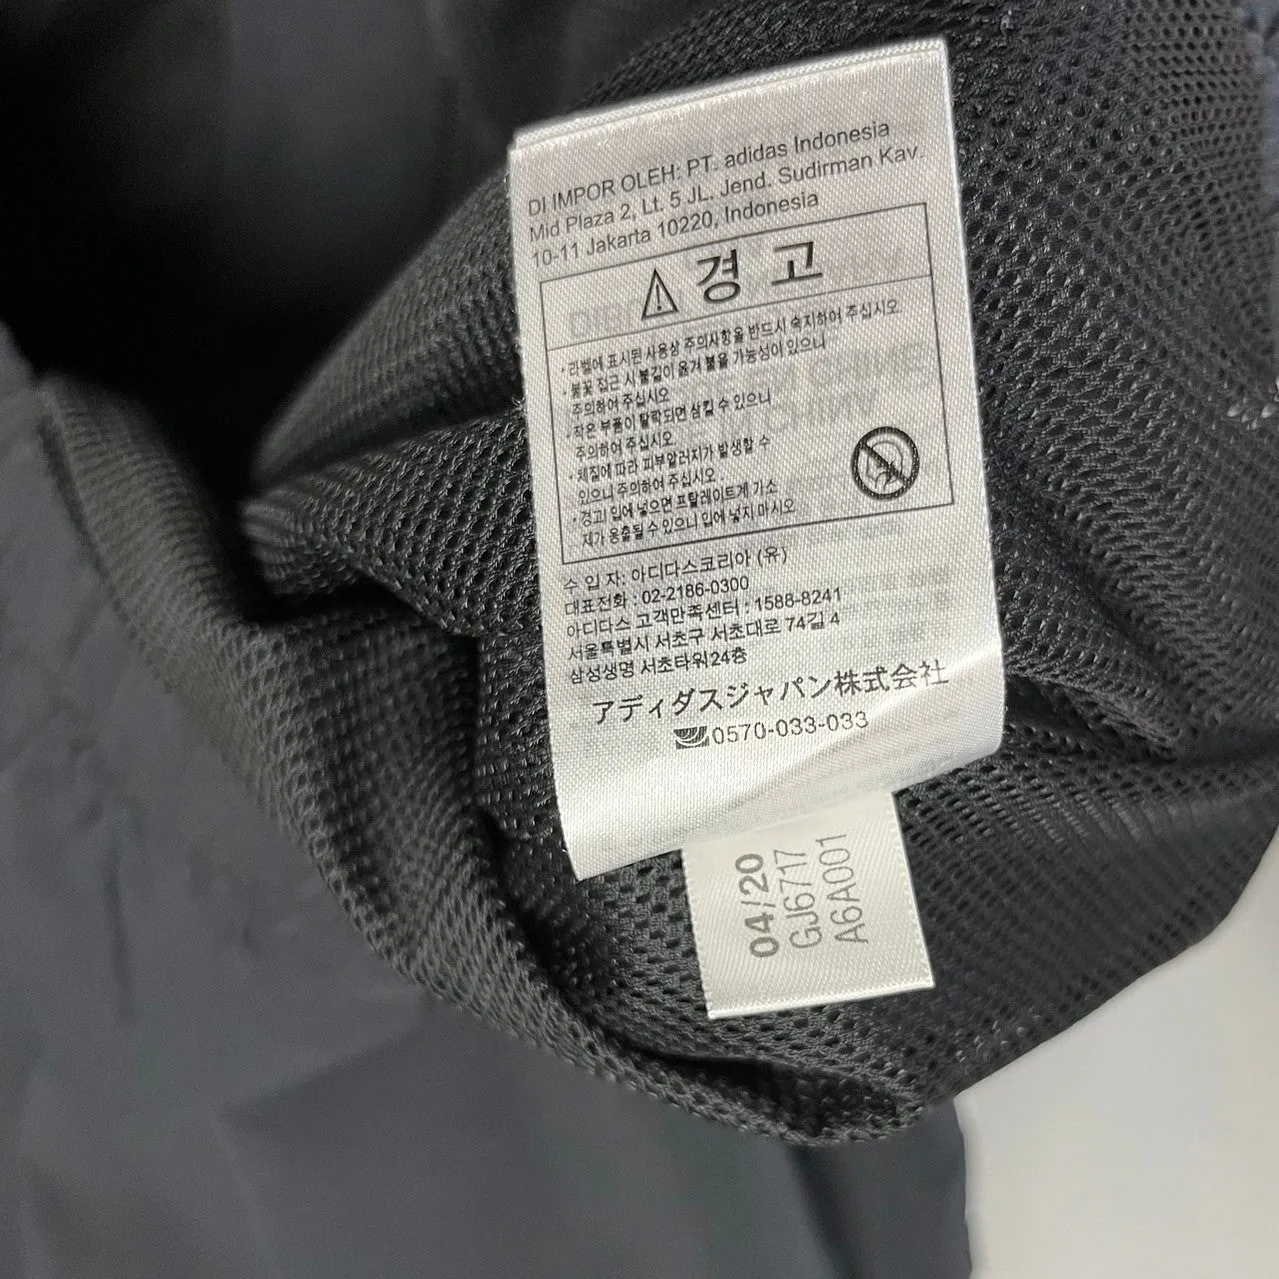 DI IMPOR OLEH: PT. adidas Indonesia
Mid Plaza 2, Lt. 5 JL. Jend. Sudirman Kav.
10-11 Jakarta 10220, Indonesia
경 고
· 라벨에 표시된 사용상 주의사항을 반드시 숙지하여 주십시오.
· 불꽃 접근 시 불길이 옮겨 붙을 가능성이 있으니
주의하여 주십시오
· 작은 부품이 탈락되면 삼킬 수 있으니
주의하여 주십시오.
· 체질에 따라 피부알러지가 발생할 수
있으니 주의하여 주십시오
· 경고! 입에 넣으면 프탈레이트계 가소
제가 용출될 수 있으니 입에 넣지 마시오
수 입 자: 아디다스코리아 (유)
대표전화 : 02-2186-0300
아디다스 고객만족센터 : 1588-8241
서울특별시 서초구 서초대로 74길 4
삼성생명 서초타워24층
アディダスジャパン株式会社
0570-033-033
04/20
GJ6717
A6A001